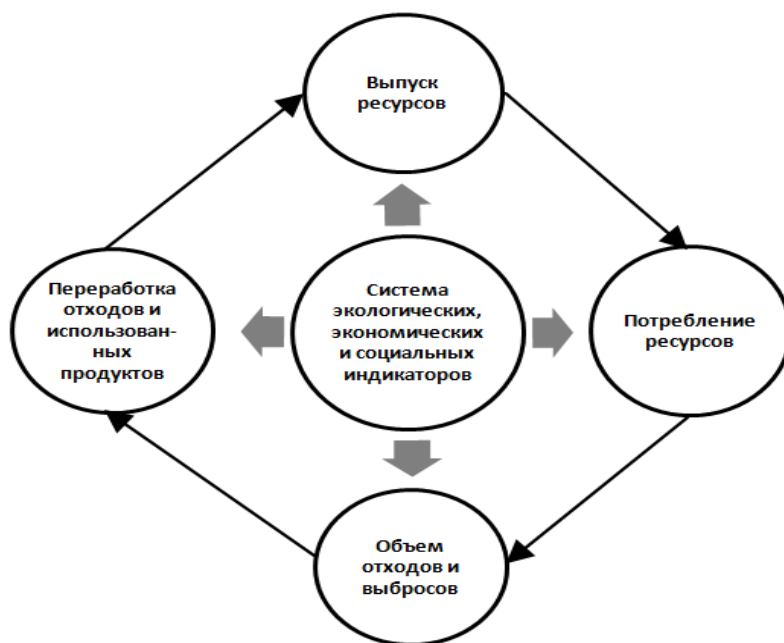 Выпуск
ресурсов
Переработка
отходов и
использован-
ных
продуктов
Система
экологических,
экономических
и социальных
индикаторов
Потребление
ресурсов
Объем
отходов и
выбросов